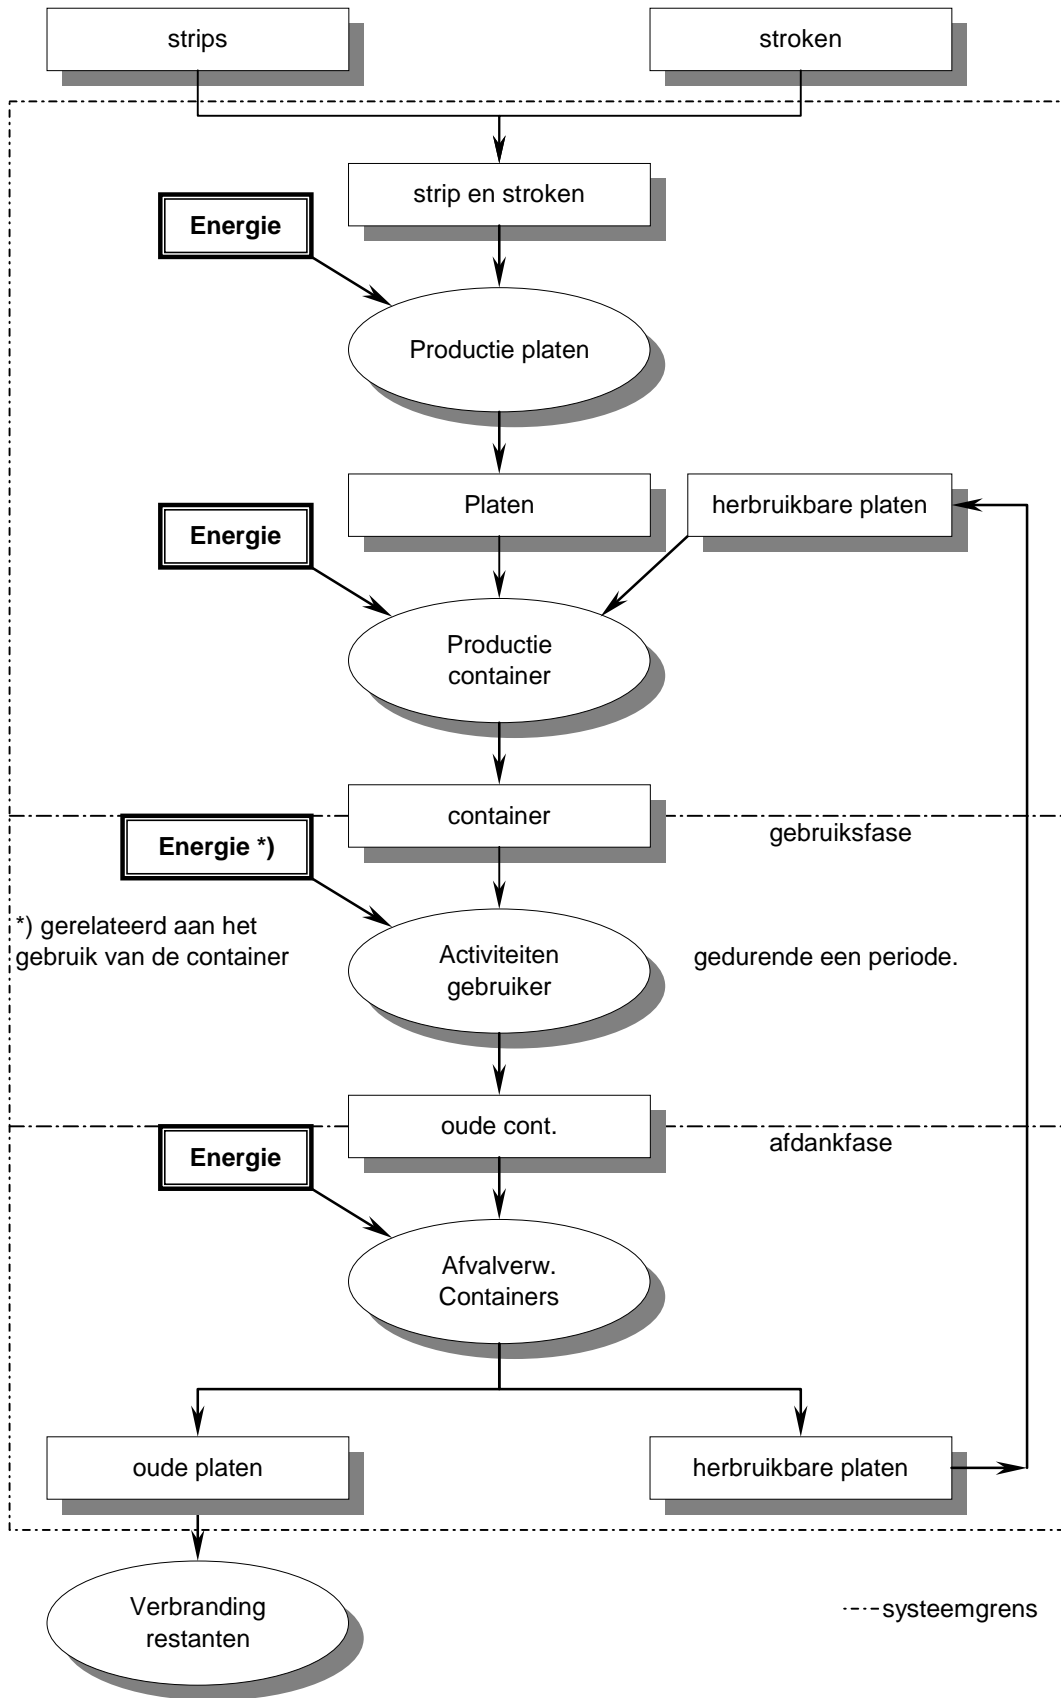 strips
stroken
strip en stroken
Energie
Productie platen
Platen
herbruikbare platen
Energie
Productie
container
container
gebruiksfase
Energie *)
*) gerelateerd aan het
gebruik van de container
Activiteiten
gebruiker
gedurende een periode.
oude cont.
afdankfase
Energie
Afvalverw.
Containers
oude platen
herbruikbare platen
Verbranding
restanten
systeemgrens